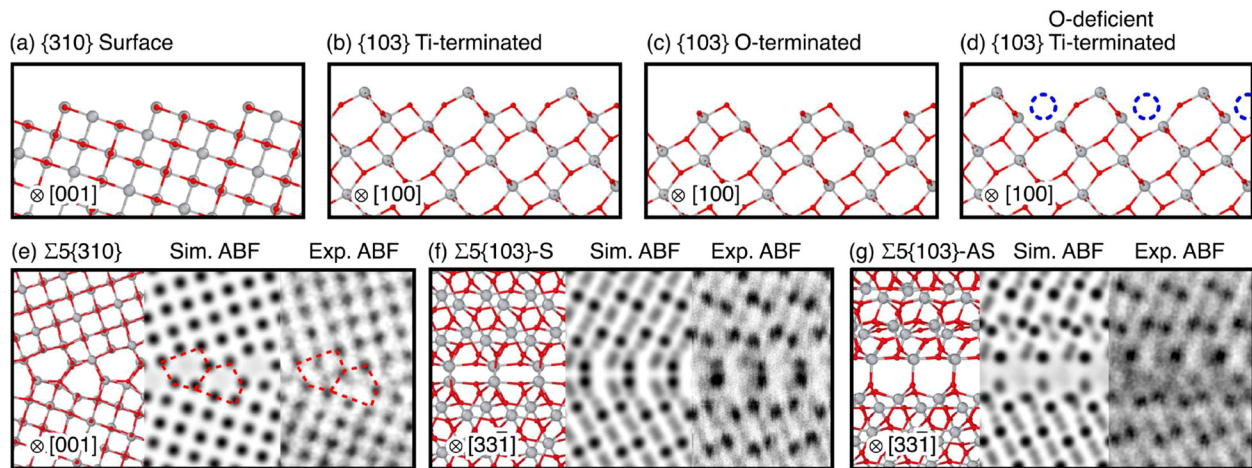 (a) {310} Surface
(b) {103} Ti-terminated
(c) {103} O-terminated
O-deficient
(d) {103} Ti-terminated
⊗ [001]
⊗ [100]
⊗ [100]
⊗ [100]
(e) Σ5{310} Sim. ABF Exp. ABF
(f) Σ5{103}-S Sim. ABF Exp. ABF
(g) Σ5{103}-AS Sim. ABF Exp. ABF
⊗ [001]
⊗ [331̄]
⊗ [331̄]